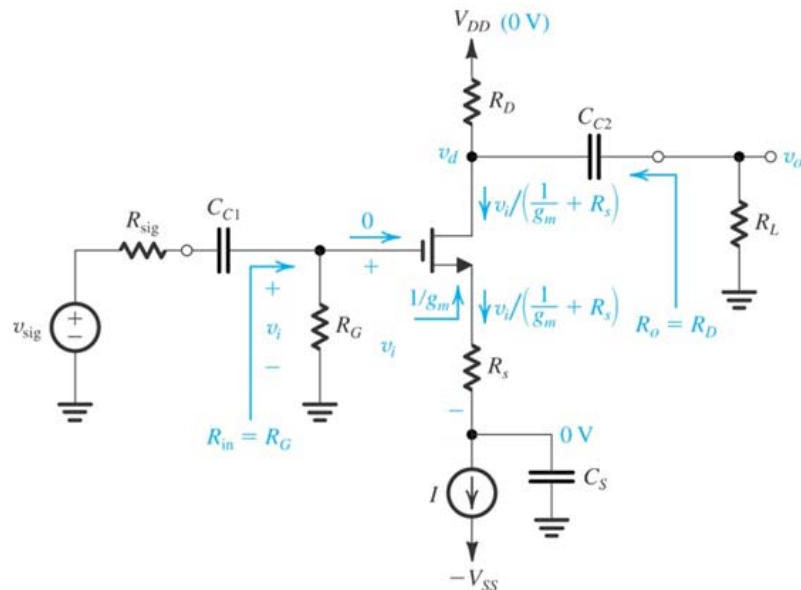 V_DD (0 V)
R_D
C_C2
v_d
v_o
R_sig
C_C1
0
v_i/(1/g_m + R_s)
R_L
+
+
1/g_m
v_i/(1/g_m + R_s)
v_sig
+
−
v_i
R_G
v_i
R_o = R_D
−
R_s
−
R_in = R_G
0 V
I
C_S
−V_SS